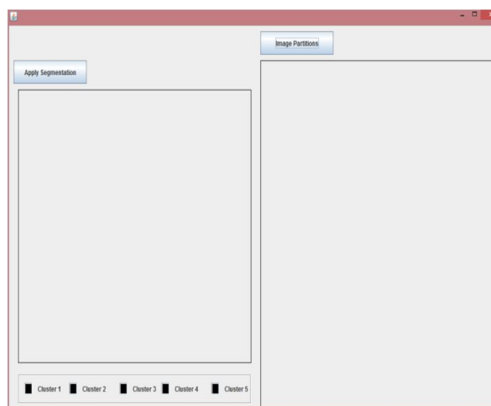 Image Partitions
Apply Segmentation
Cluster 1 Cluster 2 Cluster 3 Cluster 4 Cluster 5